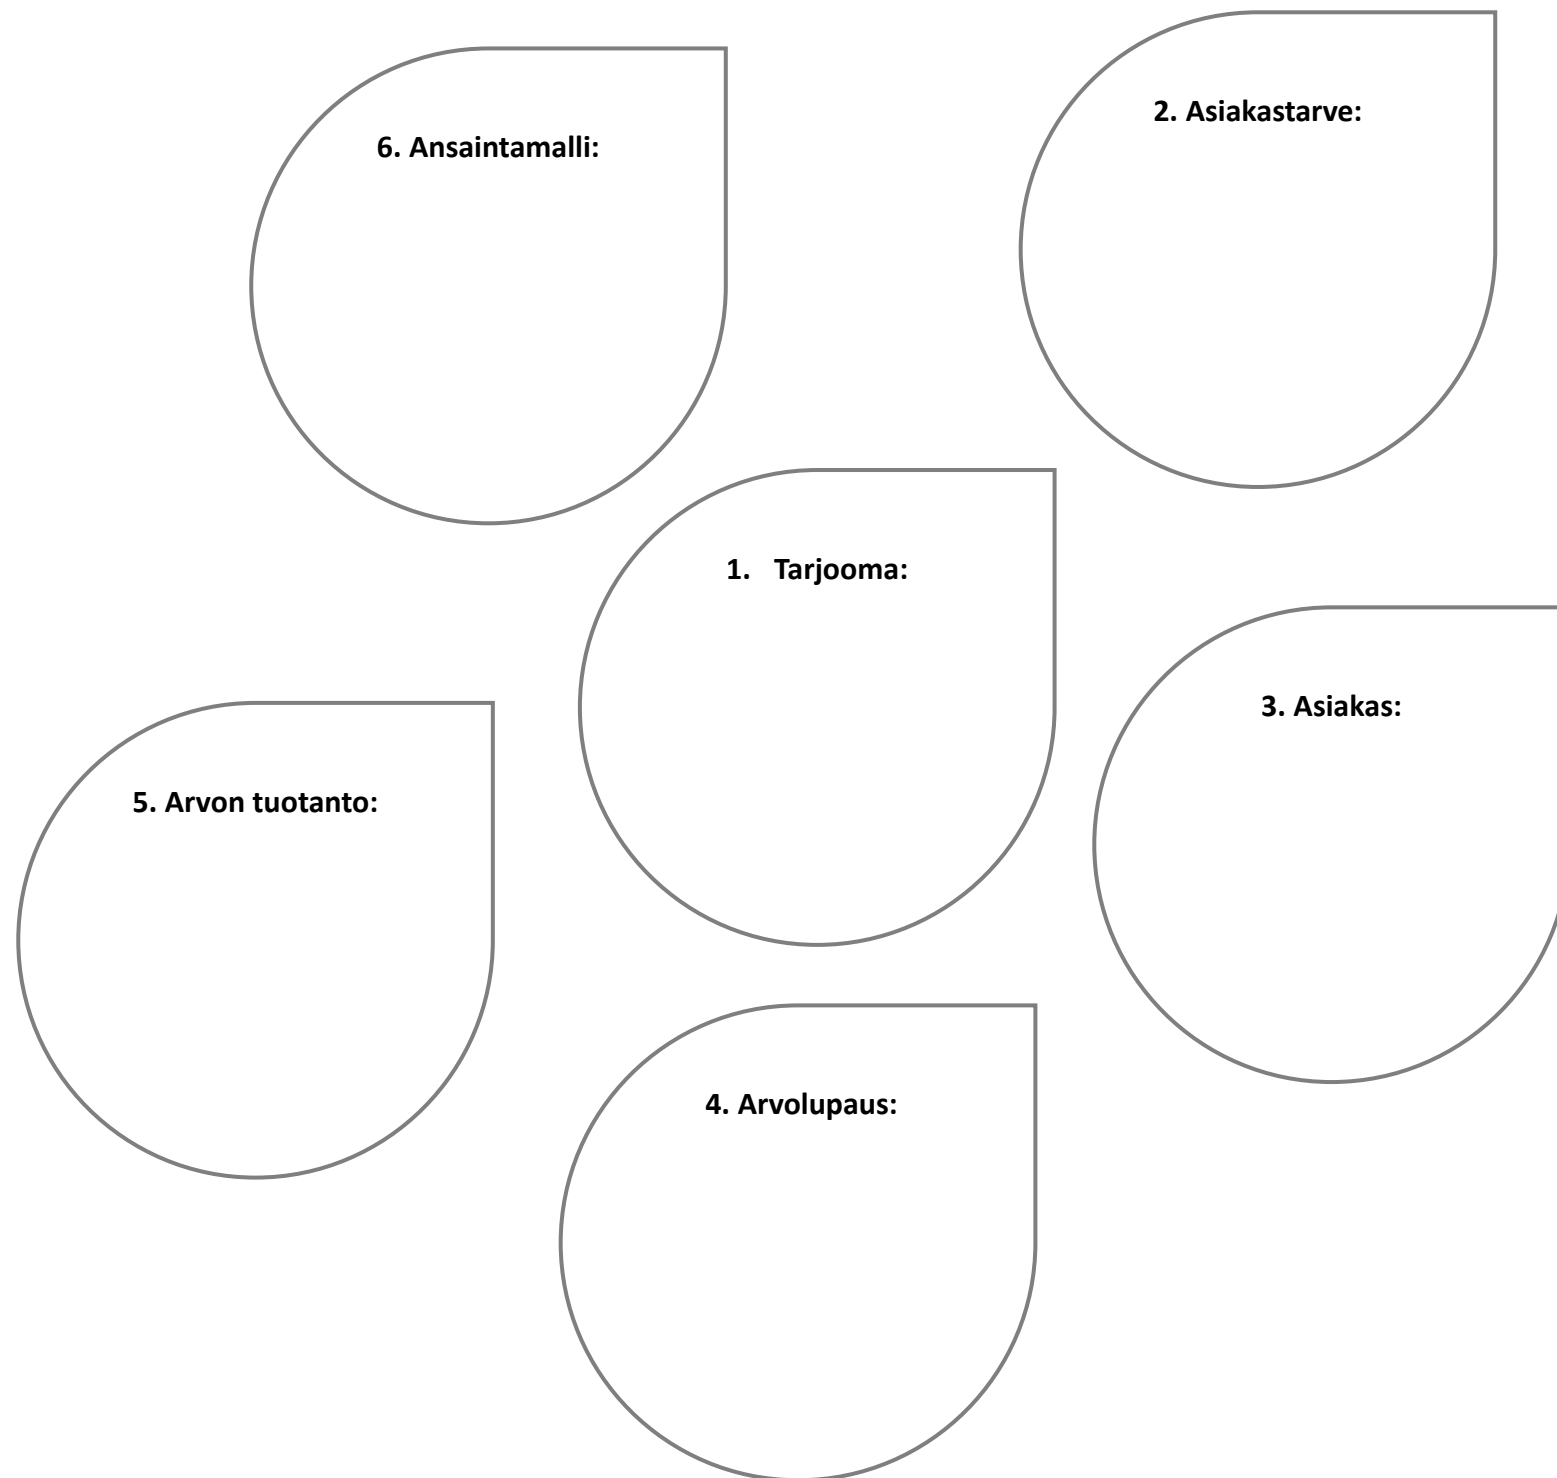 2. Asiakastarve:
6. Ansaintamalli:
1. Tarjooma:
3. Asiakas:
5. Arvon tuotanto:
4. Arvolupaus: